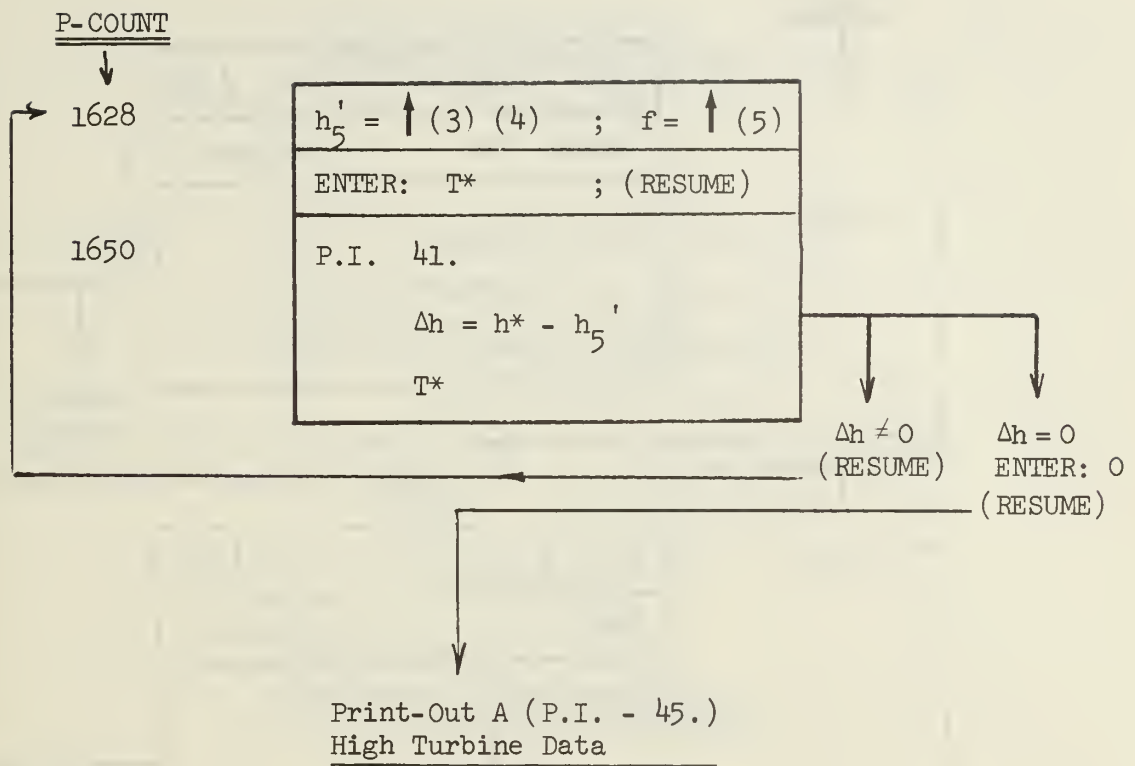 P-COUNT
1628
h5' = ↑ (3) (4) ; f = ↑ (5)
ENTER: T* ; (RESUME)
1650
P.I. 41.
Δh = h* - h5'
T*
Δh ≠ 0
(RESUME)
Δh = 0
ENTER: 0
(RESUME)
Print-Out A (P.I. - 45.)
High Turbine Data